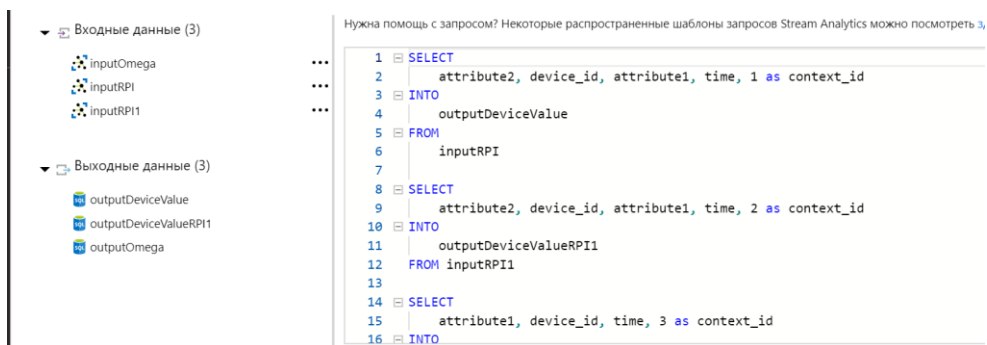 Входные данные (3)
inputOmega
inputRPI
inputRPI1
Выходные данные (3)
outputDeviceValue
outputDeviceValueRPI1
outputOmega
Нужна помощь с запросом? Некоторые распространенные шаблоны запросов Stream Analytics можно посмотреть
1 SELECT
2 attribute2, device_id, attribute1, time, 1 as context_id
3 INTO
4 outputDeviceValue
5 FROM
6 inputRPI
7
8 SELECT
9 attribute2, device_id, attribute1, time, 2 as context_id
10 INTO
11 outputDeviceValueRPI1
12 FROM inputRPI1
13
14 SELECT
15 attribute1, device_id, time, 3 as context_id
16 INTO